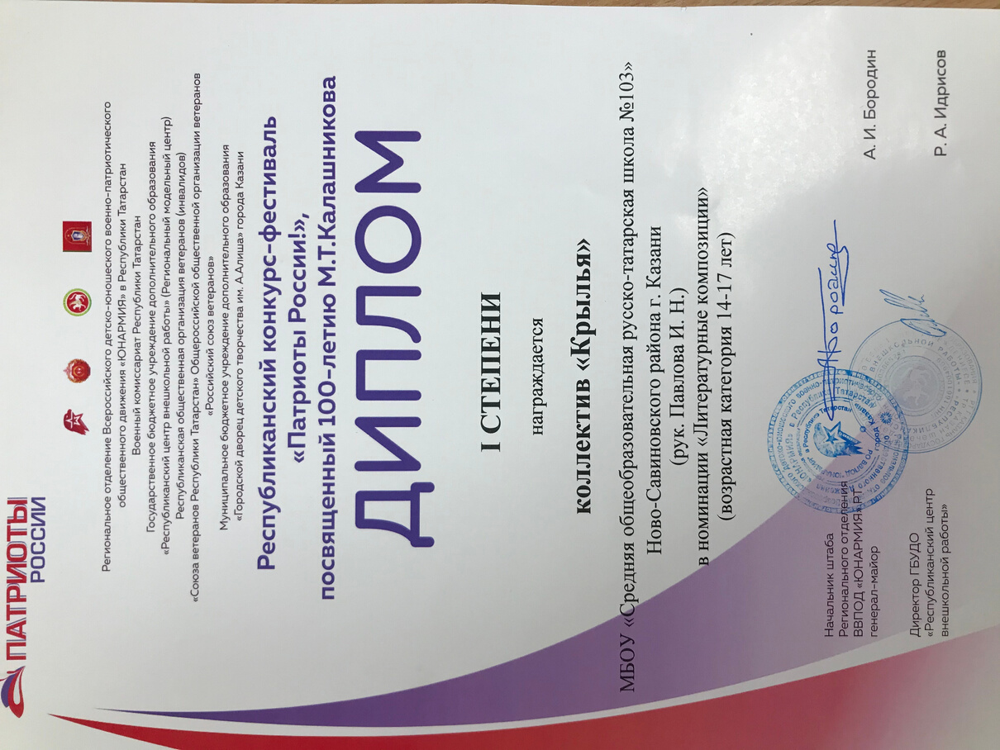 ПАТРИОТЫ
РОССИИ
Региональное отделение Всероссийского детско-юношеского военно-патриотического
общественного движения «ЮНАРМИЯ» в Республики Татарстан
Военный комиссариат Республики Татарстан
Государственное бюджетное учреждение дополнительного образования
«Республиканский центр внешкольной работы» (Региональный модельный центр)
Республиканская общественная организация ветеранов (инвалидов)
«Союза ветеранов Республики Татарстан» Общероссийской общественной организации ветеранов
«Российский союз ветеранов»
Муниципальное бюджетное учреждение дополнительного образования
«Городской дворец детского творчества им. А.Алиша» города Казани
Республиканский конкурс-фестиваль
«Патриоты России!»,
посвященный 100-летию М.Т.Калашникова
ДИПЛОМ
I СТЕПЕНИ
награждается
коллектив «Крылья»
МБОУ «Средняя общеобразовательная русско-татарская школа №103»
Ново-Савиновского района г. Казани
(рук. Павлова И. Н.)
в номинации «Литературные композиции»
(возрастная категория 14-17 лет)
Начальник штаба
Регионального отделения
ВВПОД «ЮНАРМИЯ» РТ
генерал-майор
А. И. Бородин
Директор ГБУДО
«Республиканский центр
внешкольной работы»
Р. А. Идрисов